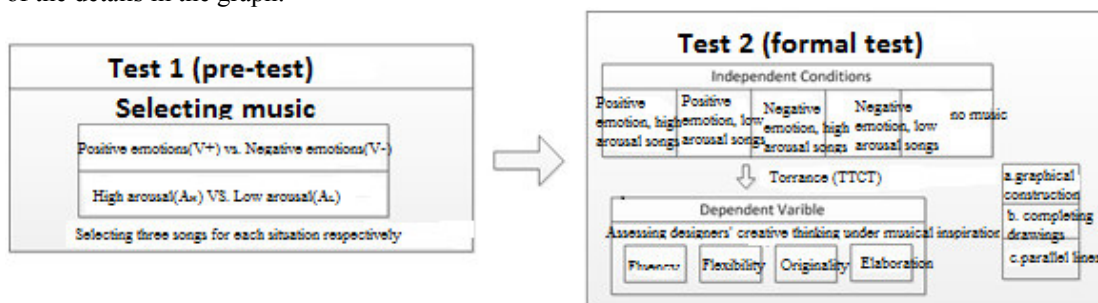 of the details in the graph.
Test 1 (pre-test)
Selecting music
Positive emotions(V+) vs. Negative emotions(V-)
High arousal(AH) VS. Low arousal(AL)
Selecting three songs for each situation respectively
Test 2 (formal test)
Independent Conditions
Positive emotion, high arousal songs
Positive emotion, low arousal songs
Negative emotion, high arousal songs
Negative emotion, low arousal songs
no music
Torrance (TTCT)
Dependent Varible
Assessing designers' creative thinking under musical inspiration
Fluency
Flexibility
Originality
Elaboration
a.graphical
construction
b. completing
drawings
c.parallel lines